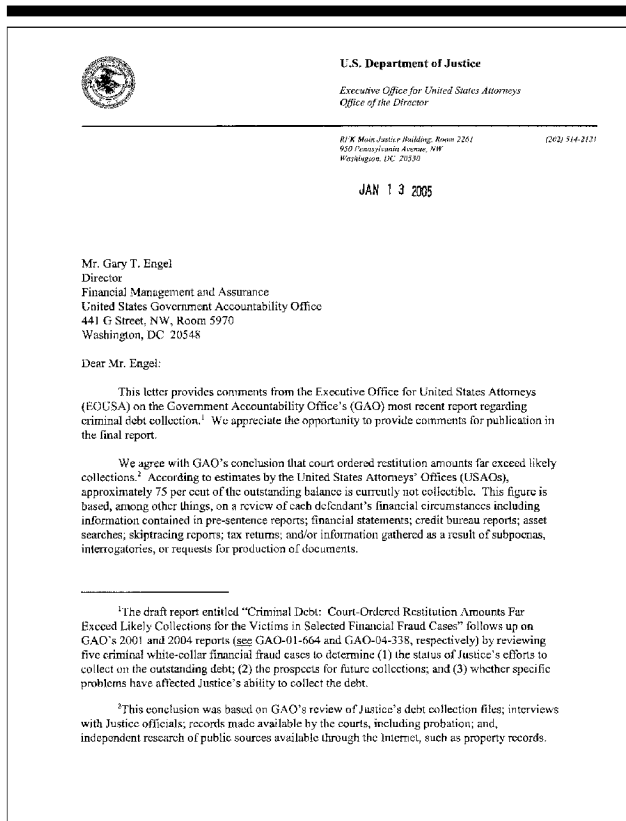 U.S. Department of Justice
Executive Office for United States Attorneys
Office of the Director
RFK Main Justice Building, Room 2261 (202) 514-2121
950 Pennsylvania Avenue, NW
Washington, DC 20530
JAN 13 2005
Mr. Gary T. Engel
Director
Financial Management and Assurance
United States Government Accountability Office
441 G Street, NW, Room 5970
Washington, DC 20548
Dear Mr. Engel:
This letter provides comments from the Executive Office for United States Attorneys
(EOUSA) on the Government Accountability Office's (GAO) most recent report regarding
criminal debt collection.1 We appreciate the opportunity to provide comments for publication in
the final report.
We agree with GAO's conclusion that court ordered restitution amounts far exceed likely
collections.2 According to estimates by the United States Attorneys' Offices (USAOs),
approximately 75 per cent of the outstanding balance is currently not collectible. This figure is
based, among other things, on a review of each defendant's financial circumstances including
information contained in pre-sentence reports; financial statements; credit bureau reports; asset
searches; skiptracing reports; tax returns; and/or information gathered as a result of subpoenas,
interrogatories, or requests for production of documents.
1The draft report entitled "Criminal Debt: Court-Ordered Restitution Amounts Far
Exceed Likely Collections for the Victims in Selected Financial Fraud Cases" follows up on
GAO's 2001 and 2004 reports (see GAO-01-664 and GAO-04-338, respectively) by reviewing
five criminal white-collar financial fraud cases to determine (1) the status of Justice's efforts to
collect on the outstanding debt; (2) the prospects for future collections; and (3) whether specific
problems have affected Justice's ability to collect the debt.
2This conclusion was based on GAO's review of Justice's debt collection files; interviews
with Justice officials; records made available by the courts, including probation; and,
independent research of public sources available through the Internet, such as property records.